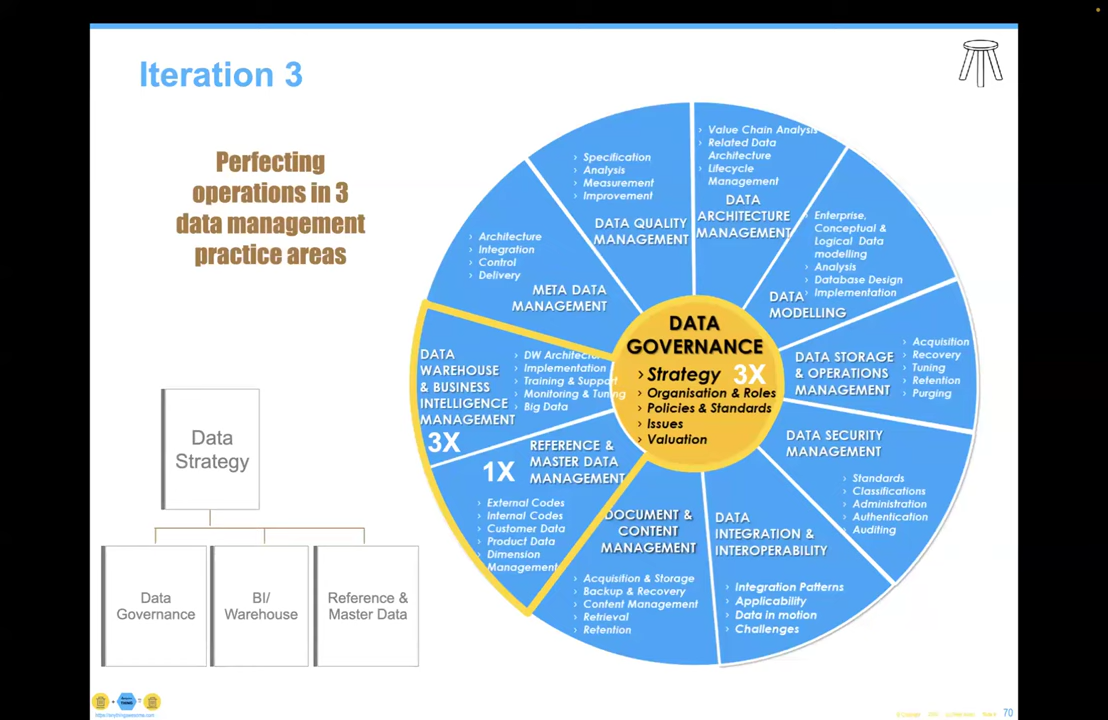 Iteration 3
Perfecting
operations in 3
data management
practice areas
Data
Strategy
Data
Governance
BI/
Warehouse
Reference &
Master Data
› Value Chain Analysis
› Related Data
Architecture
› Lifecycle
Management
DATA
ARCHITECTURE
MANAGEMENT
› Enterprise,
Conceptual &
Logical Data
modelling
› Analysis
› Database Design
› Implementation
DATA
MODELLING
› Acquisition
› Recovery
› Tuning
› Retention
› Purging
DATA STORAGE
& OPERATIONS
MANAGEMENT
DATA SECURITY
MANAGEMENT
› Standards
› Classifications
› Administration
› Authentication
› Auditing
DATA
INTEGRATION &
INTEROPERABILITY
› Integration Patterns
› Applicability
› Data in motion
› Challenges
DOCUMENT &
CONTENT
MANAGEMENT
› Acquisition & Storage
› Backup & Recovery
› Content Management
› Retrieval
› Retention
1X
REFERENCE &
MASTER DATA
MANAGEMENT
› External Codes
› Internal Codes
› Customer Data
› Product Data
› Dimension
Management
DATA
WAREHOUSE
& BUSINESS
INTELLIGENCE
MANAGEMENT
3X
› DW Architec
› Implementation
› Training & Support
› Monitoring & Tuning
› Big Data
› Architecture
› Integration
› Control
› Delivery
META DATA
MANAGEMENT
› Specification
› Analysis
› Measurement
› Improvement
DATA QUALITY
MANAGEMENT
DATA
GOVERNANCE
› Strategy 3X
› Organisation & Roles
› Policies & Standards
› Issues
› Valuation
https://anythingawesome.com
70